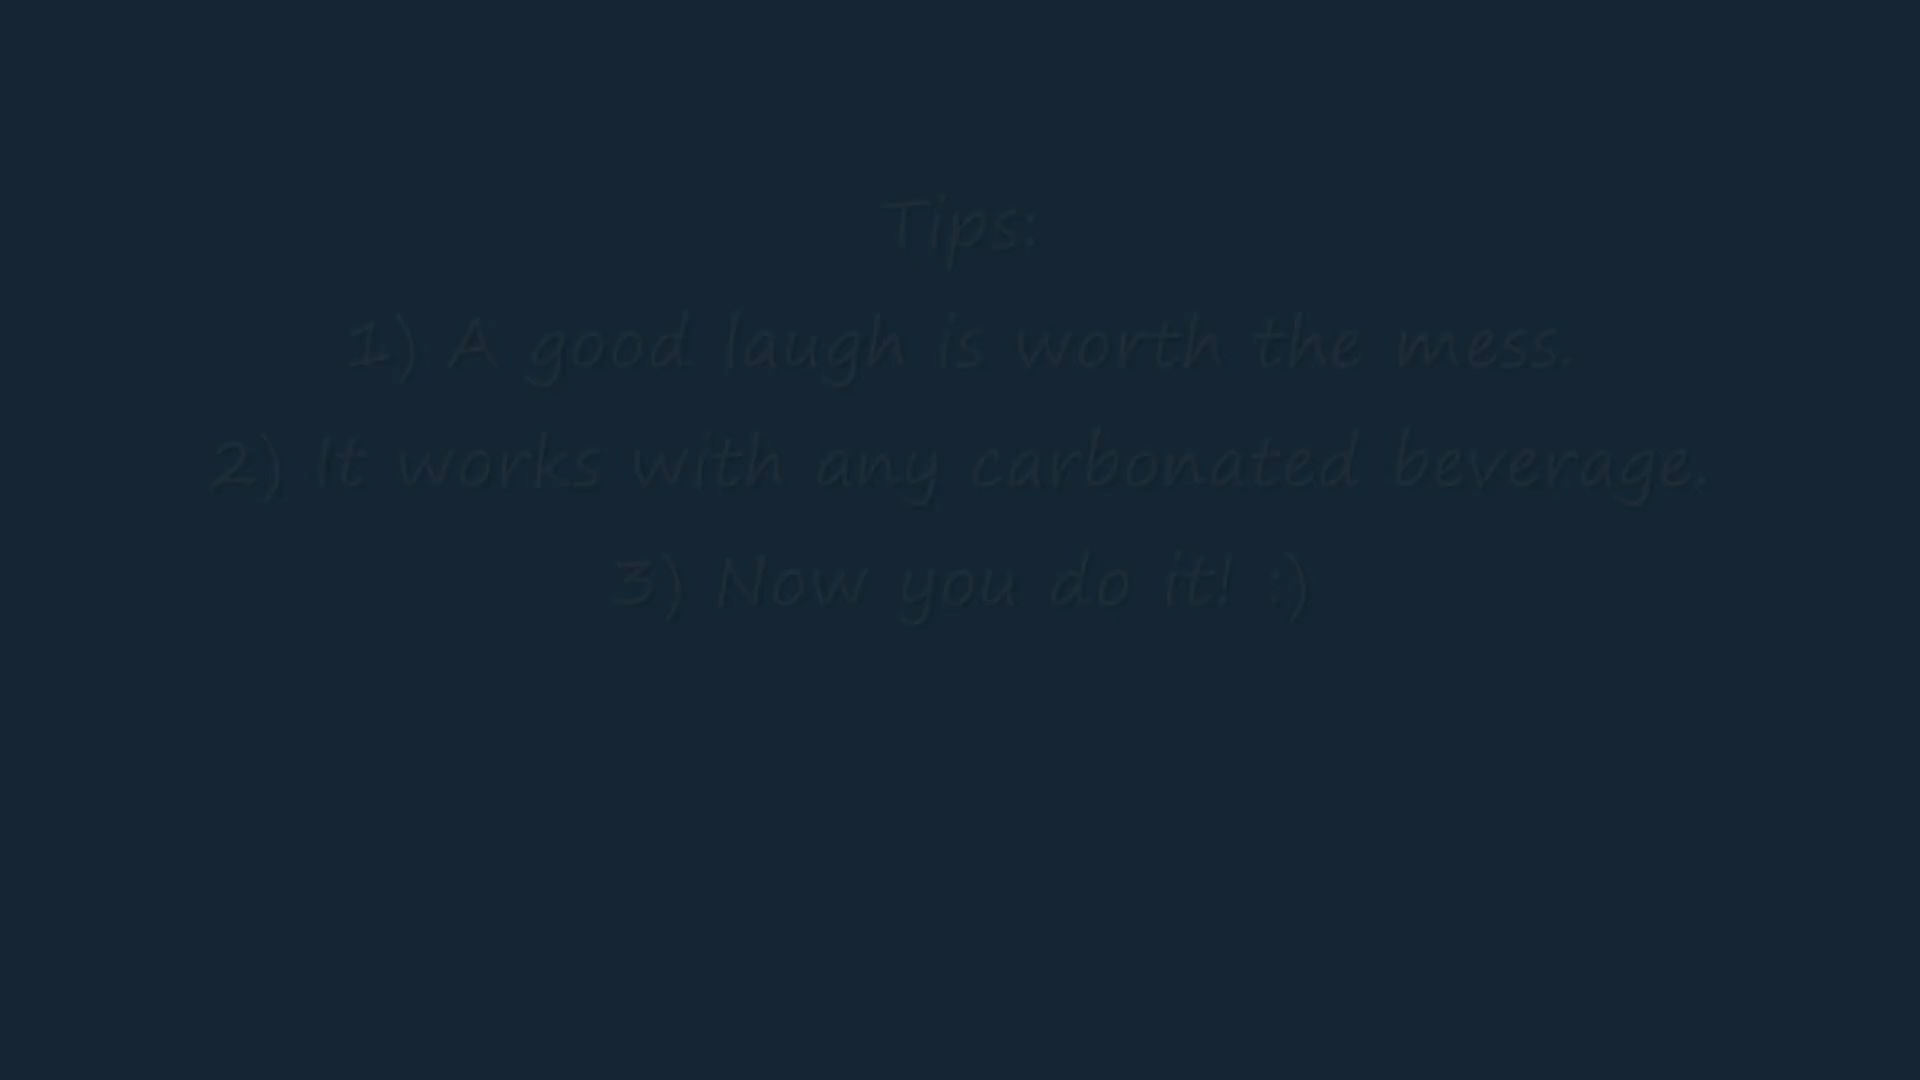 Tips:
1) A good laugh is worth the mess.
2) It works with any carbonated beverage.
3) Now you do it! :)